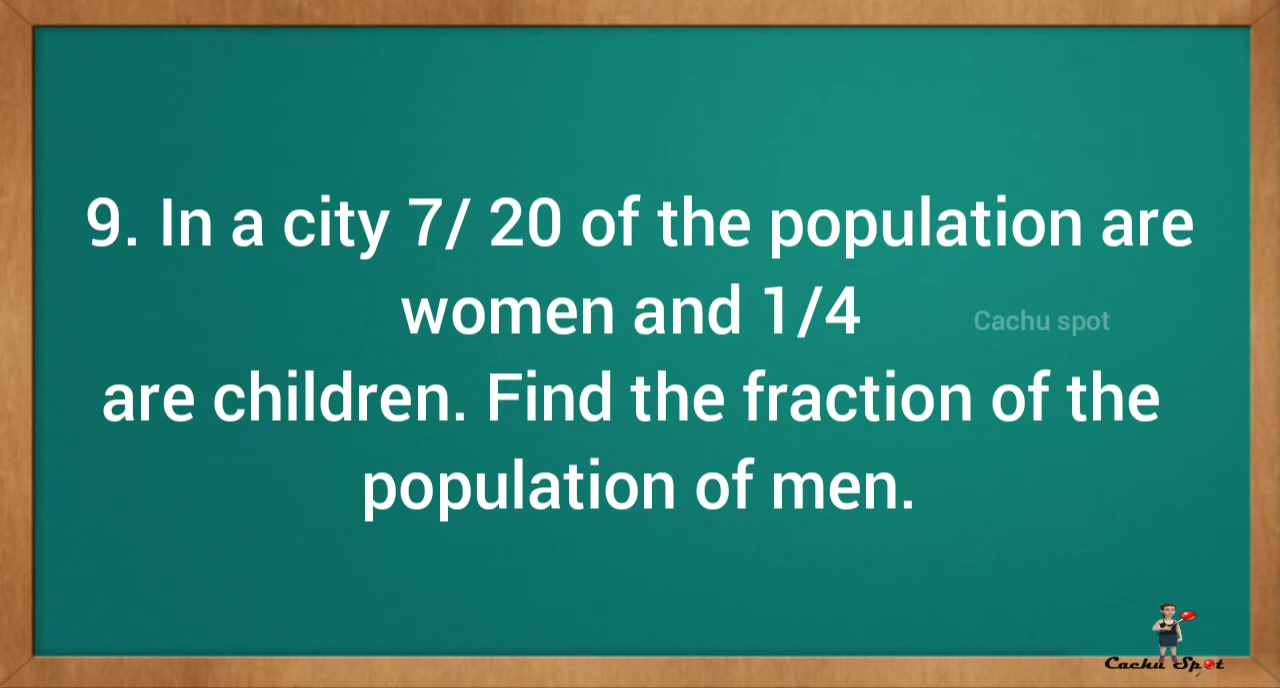 9. In a city 7/ 20 of the population are
women and 1/4
Cachu spot
are children. Find the fraction of the
population of men.
Cachu Spot